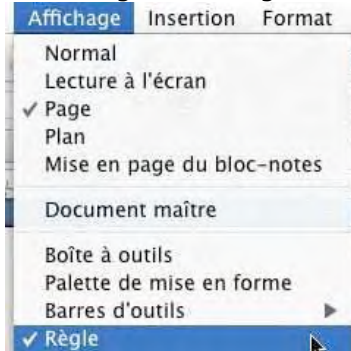 Affichage Insertion Format
Normal
Lecture à l'écran
✓ Page
Plan
Mise en page du bloc-notes
Document maître
Boîte à outils
Palette de mise en forme
Barres d'outils ▶
✓ Règle